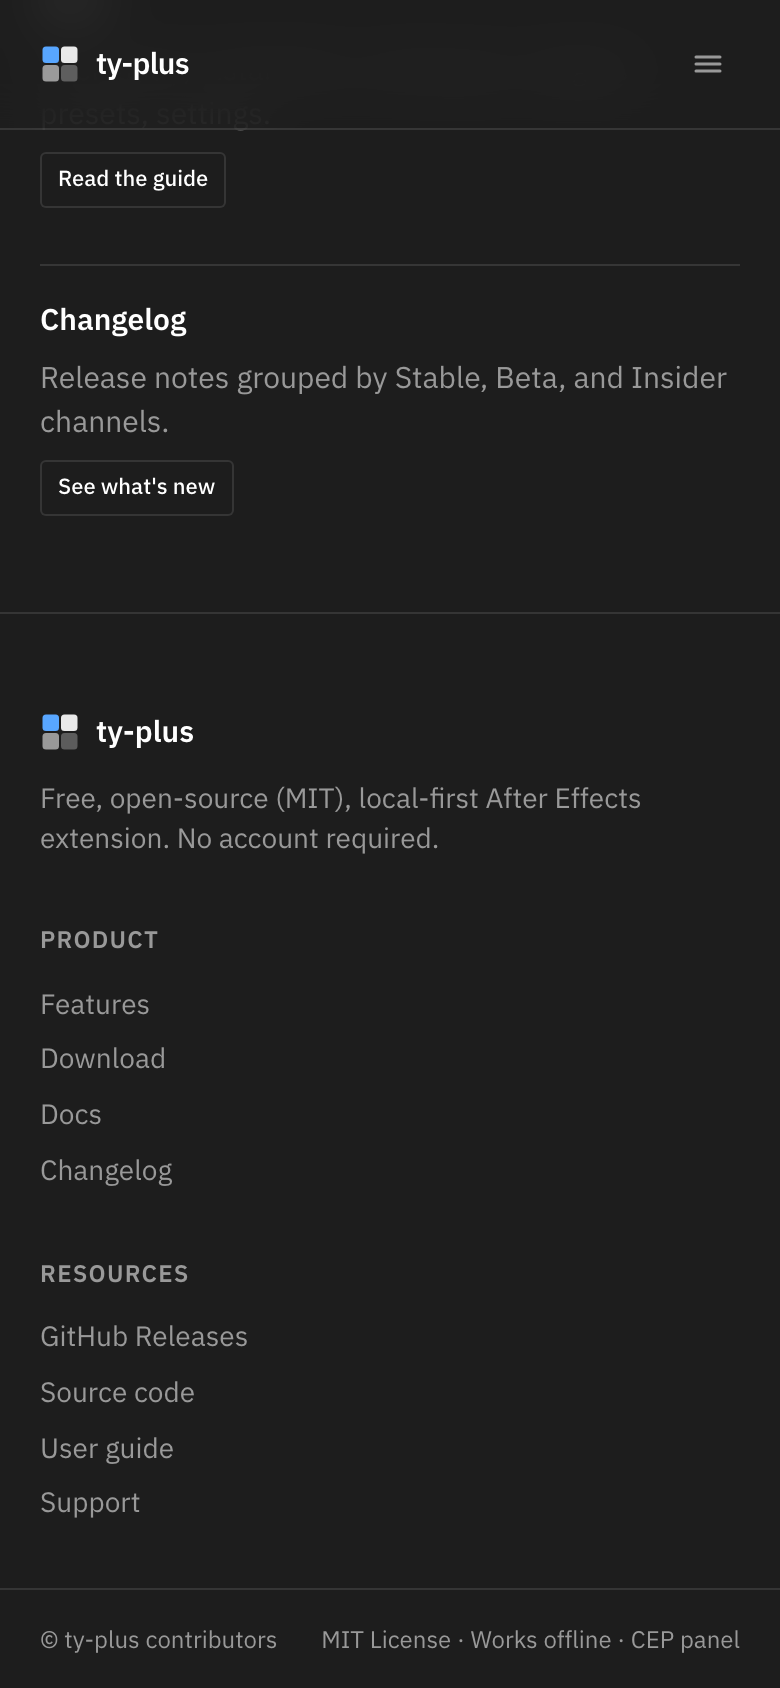 ty-plus
presets, settings.
Read the guide
Changelog
Release notes grouped by Stable, Beta, and Insider
channels.
See what's new
ty-plus
Free, open-source (MIT), local-first After Effects
extension. No account required.
PRODUCT
Features
Download
Docs
Changelog
RESOURCES
GitHub Releases
Source code
User guide
Support
© ty-plus contributors MIT License · Works offline · CEP panel